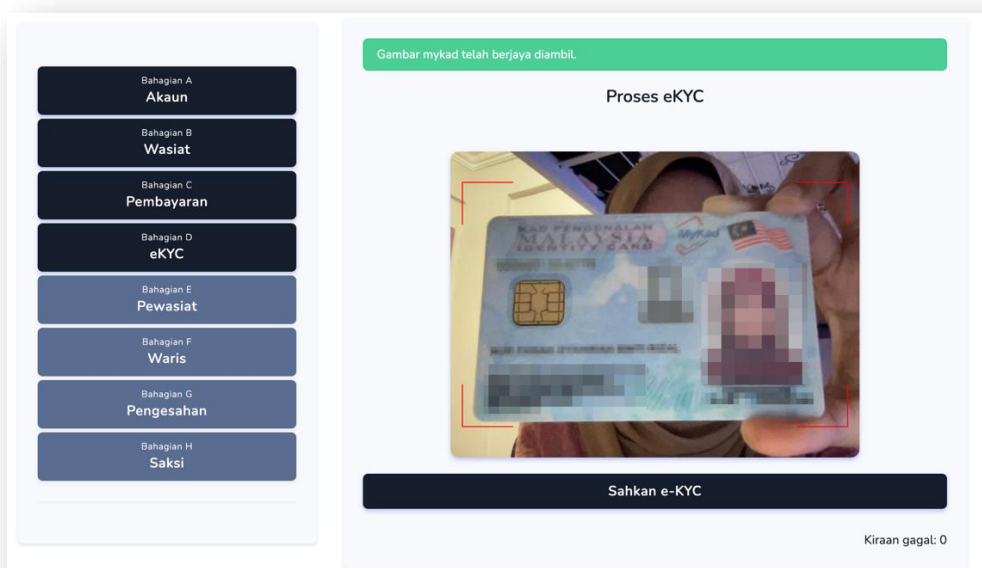 Bahagian A
Akaun
Bahagian B
Wasiat
Bahagian C
Pembayaran
Bahagian D
eKYC
Bahagian E
Pewasiat
Bahagian F
Waris
Bahagian G
Pengesahan
Bahagian H
Saksi
Gambar mykad telah berjaya diambil.
Proses eKYC
KAD PENGENALAN
MALAYSIA
IDENTITY CARD
MyKad
Sahkan e-KYC
Kiraan gagal: 0